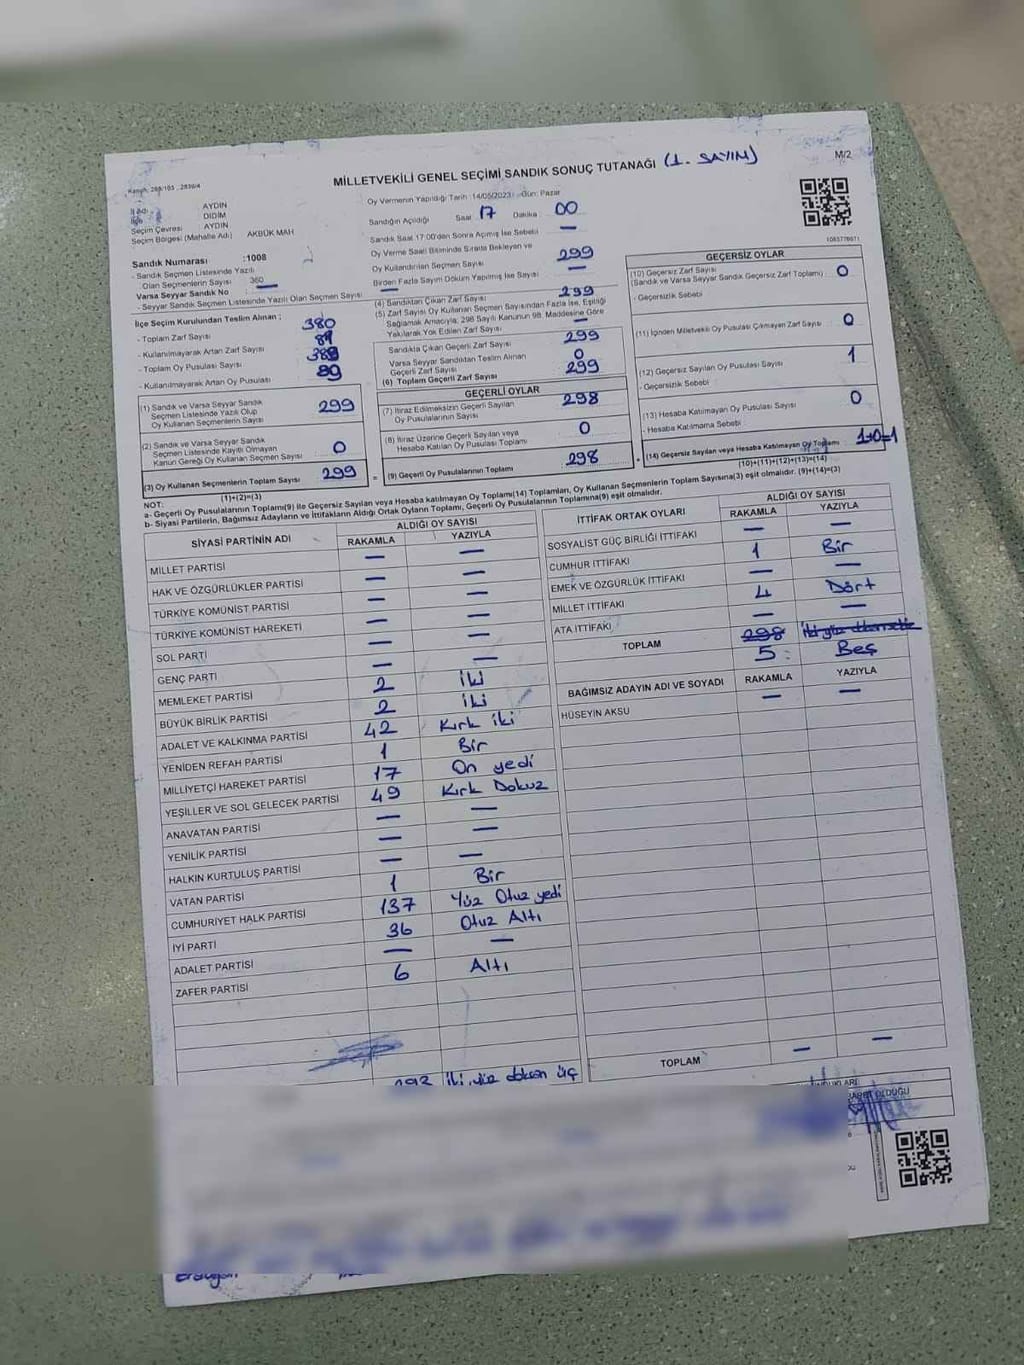 MİLLETVEKİLİ GENEL SEÇİMİ SANDIK SONUÇ TUTANAĞI (1. SAYIM)
M/2
AYDIN
DİDİM
Seçim Çevresi AYDIN
Seçim Bölgesi (Mahalle Adı) AKBÜK MAH
Sandık Numarası :1008
- Sandık Seçmen Listesinde Yazılı
Olan Seçmenlerin Sayısı 360
Varsa Seyyar Sandık No
- Seyyar Sandık Seçmen Listesinde Yazılı Olan Seçmen Sayısı
İlçe Seçim Kurulundan Teslim Alınan :
- Toplam Zarf Sayısı 380
- Kullanılmayarak Artan Zarf Sayısı
- Toplam Oy Pusulası Sayısı
- Kullanılmayarak Artan Oy Pusulası
(1) Sandık ve Varsa Seyyar Sandık
Seçmen Listesinde Yazılı Olup
Oy Kullanan Seçmenlerin Sayısı 299
(2) Sandık ve Varsa Seyyar Sandık
Seçmen Listesinde Kayıtlı Olmayan
Kanun Gereği Oy Kullanan Seçmen Sayısı 0
(3) Oy Kullanan Seçmenlerin Toplam Sayısı 299
(1)+(2)=(3)
Oy Vermenin Yapıldığı Tarih :14/05/2023 Gün: Pazar
Sandığın Açıldığı Saat 17 Dakika 00
Sandık Saat 17:00'den Sonra Açılmış İse Sebebi —
Oy Verme Saati Bitiminde Sırada Bekleyen ve
Oy Kullandırılan Seçmen Sayısı 299
Birden Fazla Sayım Döküm Yapılmış İse Sayısı —
(4) Sandıktan Çıkan Zarf Sayısı 299
(5) Zarf Sayısı Oy Kullanan Seçmen Sayısından Fazla İse, Eşitliği
Sağlamak Amacıyla, 298 Sayılı Kanunun 98. Maddesine Göre
Yakılarak Yok Edilen Zarf Sayısı —
Sandıkta Çıkan Geçerli Zarf Sayısı 299
Varsa Seyyar Sandıktan Teslim Alınan
Geçerli Zarf Sayısı 0
(6) Toplam Geçerli Zarf Sayısı 299
GEÇERLİ OYLAR
(7) İtiraz Edilmeksizin Geçerli Sayılan
Oy Pusulalarının Sayısı 298
(8) İtiraz Üzerine Geçerli Sayılan veya
Hesaba Katılan Oy Pusulası Toplamı 0
(9) Geçerli Oy Pusulalarının Toplamı 298
GEÇERSİZ OYLAR
(10) Geçersiz Zarf Sayısı
(Sandık ve Varsa Seyyar Sandık Geçersiz Zarf Toplamı) 0
- Geçersizlik Sebebi
(11) İçinden Milletvekili Oy Pusulası Çıkmayan Zarf Sayısı 0
(12) Geçersiz Sayılan Oy Pusulası Sayısı 1
- Geçersizlik Sebebi
(13) Hesaba Katılmayan Oy Pusulası Sayısı 0
- Hesaba Katılmama Sebebi
(14) Geçersiz Sayılan veya Hesaba Katılmayan Oy Toplamı 1+0=1
(10)+(11)+(12)+(13)=(14)
NOT:
a- Geçerli Oy Pusulalarının Toplamı(9) ile Geçersiz Sayılan veya Hesaba katılmayan Oy Toplamı(14) Toplamları, Oy Kullanan Seçmenlerin Toplam Sayısına(3) eşit olmalıdır. (9)+(14)=(3)
b- Siyasi Partilerin, Bağımsız Adayların ve İttifakların Aldığı Ortak Oyların Toplamı, Geçerli Oy Pusulalarının Toplamına(9) eşit olmalıdır.
SİYASİ PARTİNİN ADI ALDIĞI OY SAYISI
RAKAMLA YAZIYLA
MİLLET PARTİSİ — —
HAK VE ÖZGÜRLÜKLER PARTİSİ — —
TÜRKİYE KOMÜNİST PARTİSİ — —
TÜRKİYE KOMÜNİST HAREKETİ — —
SOL PARTİ — —
GENÇ PARTİ — —
MEMLEKET PARTİSİ 2 İki
BÜYÜK BİRLİK PARTİSİ 2 İki
ADALET VE KALKINMA PARTİSİ 42 Kırk iki
YENİDEN REFAH PARTİSİ 1 Bir
MİLLİYETÇİ HAREKET PARTİSİ 17 On yedi
YEŞİLLER VE SOL GELECEK PARTİSİ 49 Kırk Dokuz
ANAVATAN PARTİSİ — —
YENİLİK PARTİSİ — —
HALKIN KURTULUŞ PARTİSİ — —
VATAN PARTİSİ 1 Bir
CUMHURİYET HALK PARTİSİ 137 Yüz Otuz yedi
İYİ PARTİ 36 Otuz Altı
ADALET PARTİSİ — —
ZAFER PARTİSİ 6 Altı
293 İki yüz doksan üç
İTTİFAK ORTAK OYLARI ALDIĞI OY SAYISI
RAKAMLA YAZIYLA
SOSYALİST GÜÇ BİRLİĞİ İTTİFAKI — —
CUMHUR İTTİFAKI 1 Bir
EMEK VE ÖZGÜRLÜK İTTİFAKI — —
MİLLET İTTİFAKI 4 Dört
ATA İTTİFAKI — —
TOPLAM 298
5 Beş
BAĞIMSIZ ADAYIN ADI VE SOYADI RAKAMLA YAZIYLA
HÜSEYİN AKSU — —
TOPLAM — —